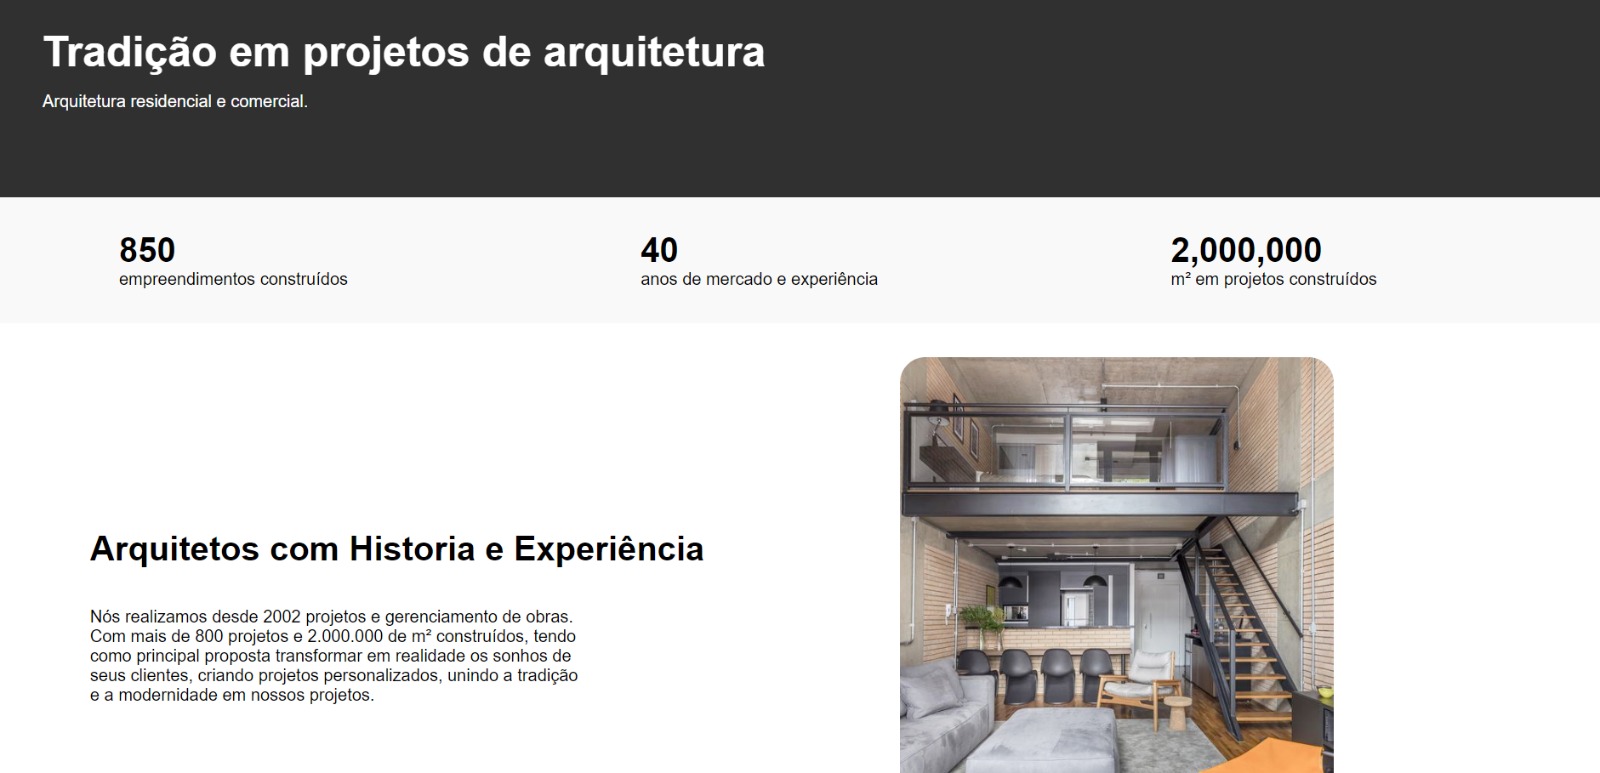 Tradição em projetos de arquitetura
Arquitetura residencial e comercial.
850
empreendimentos construídos
40
anos de mercado e experiência
2,000,000
m² em projetos construídos
Arquitetos com Historia e Experiência
Nós realizamos desde 2002 projetos e gerenciamento de obras.
Com mais de 800 projetos e 2.000.000 de m² construídos, tendo
como principal proposta transformar em realidade os sonhos de
seus clientes, criando projetos personalizados, unindo a tradição
e a modernidade em nossos projetos.